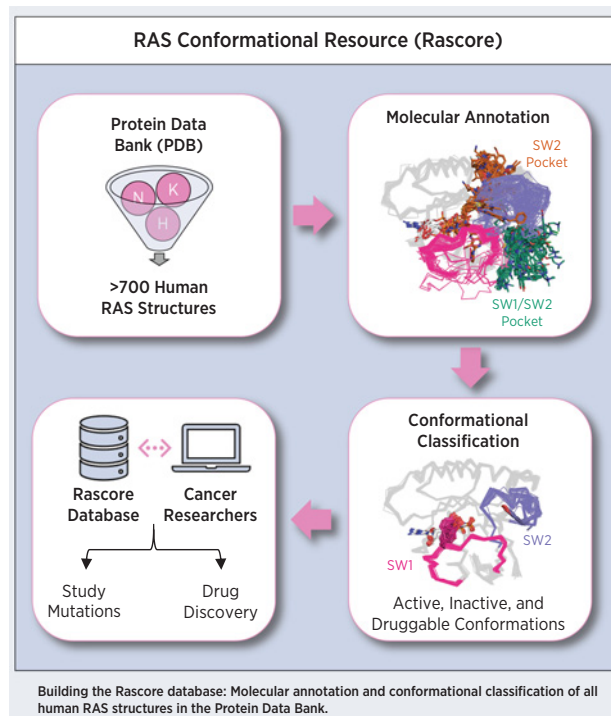 RAS Conformational Resource (Rascore)
Protein Data
Bank (PDB)
N
K
H
>700 Human
RAS Structures
Molecular Annotation
SW2
Pocket
SW1/SW2
Pocket
Rascore
Database
Cancer
Researchers
Study
Mutations
Drug
Discovery
Conformational
Classification
SW2
SW1
Active, Inactive, and
Druggable Conformations
Building the Rascore database: Molecular annotation and conformational classification of all
human RAS structures in the Protein Data Bank.